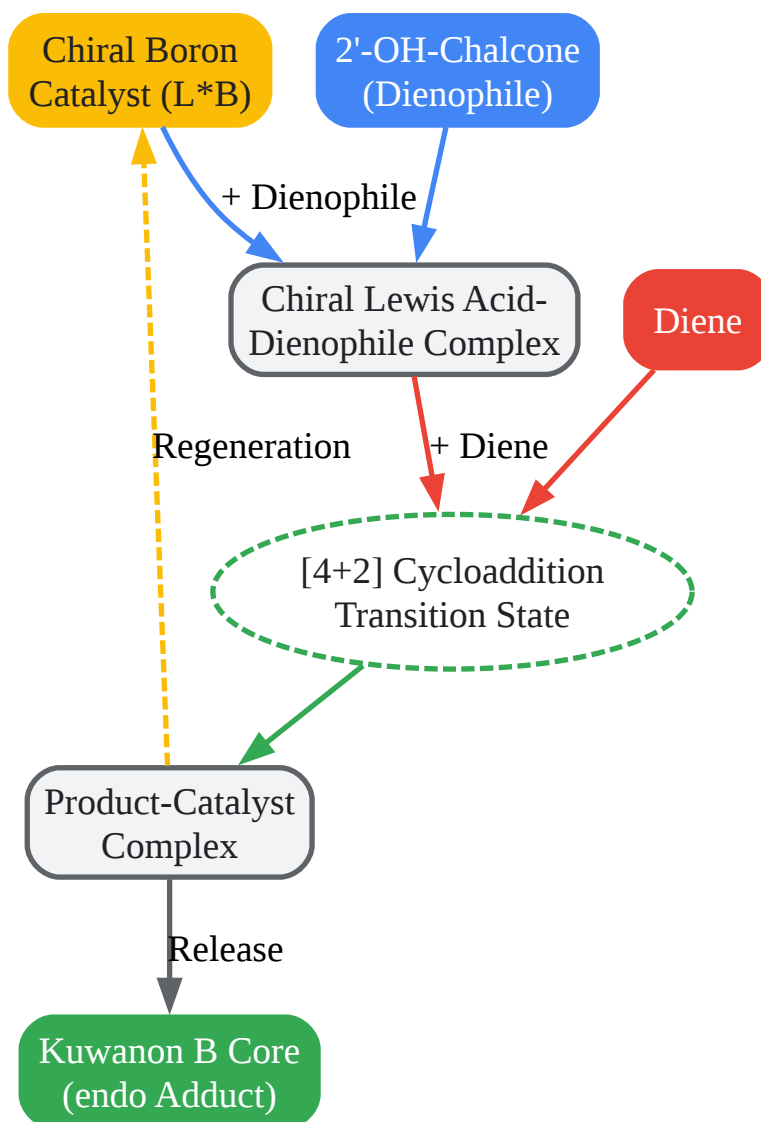 Chiral Boron
Catalyst (L*B)
2'-OH-Chalcone
(Dienophile)
+ Dienophile
Chiral Lewis Acid-
Dienophile Complex
Diene
Regeneration
+ Diene
[4+2] Cycloaddition
Transition State
Product-Catalyst
Complex
Release
Kuwanon B Core
(endo Adduct)